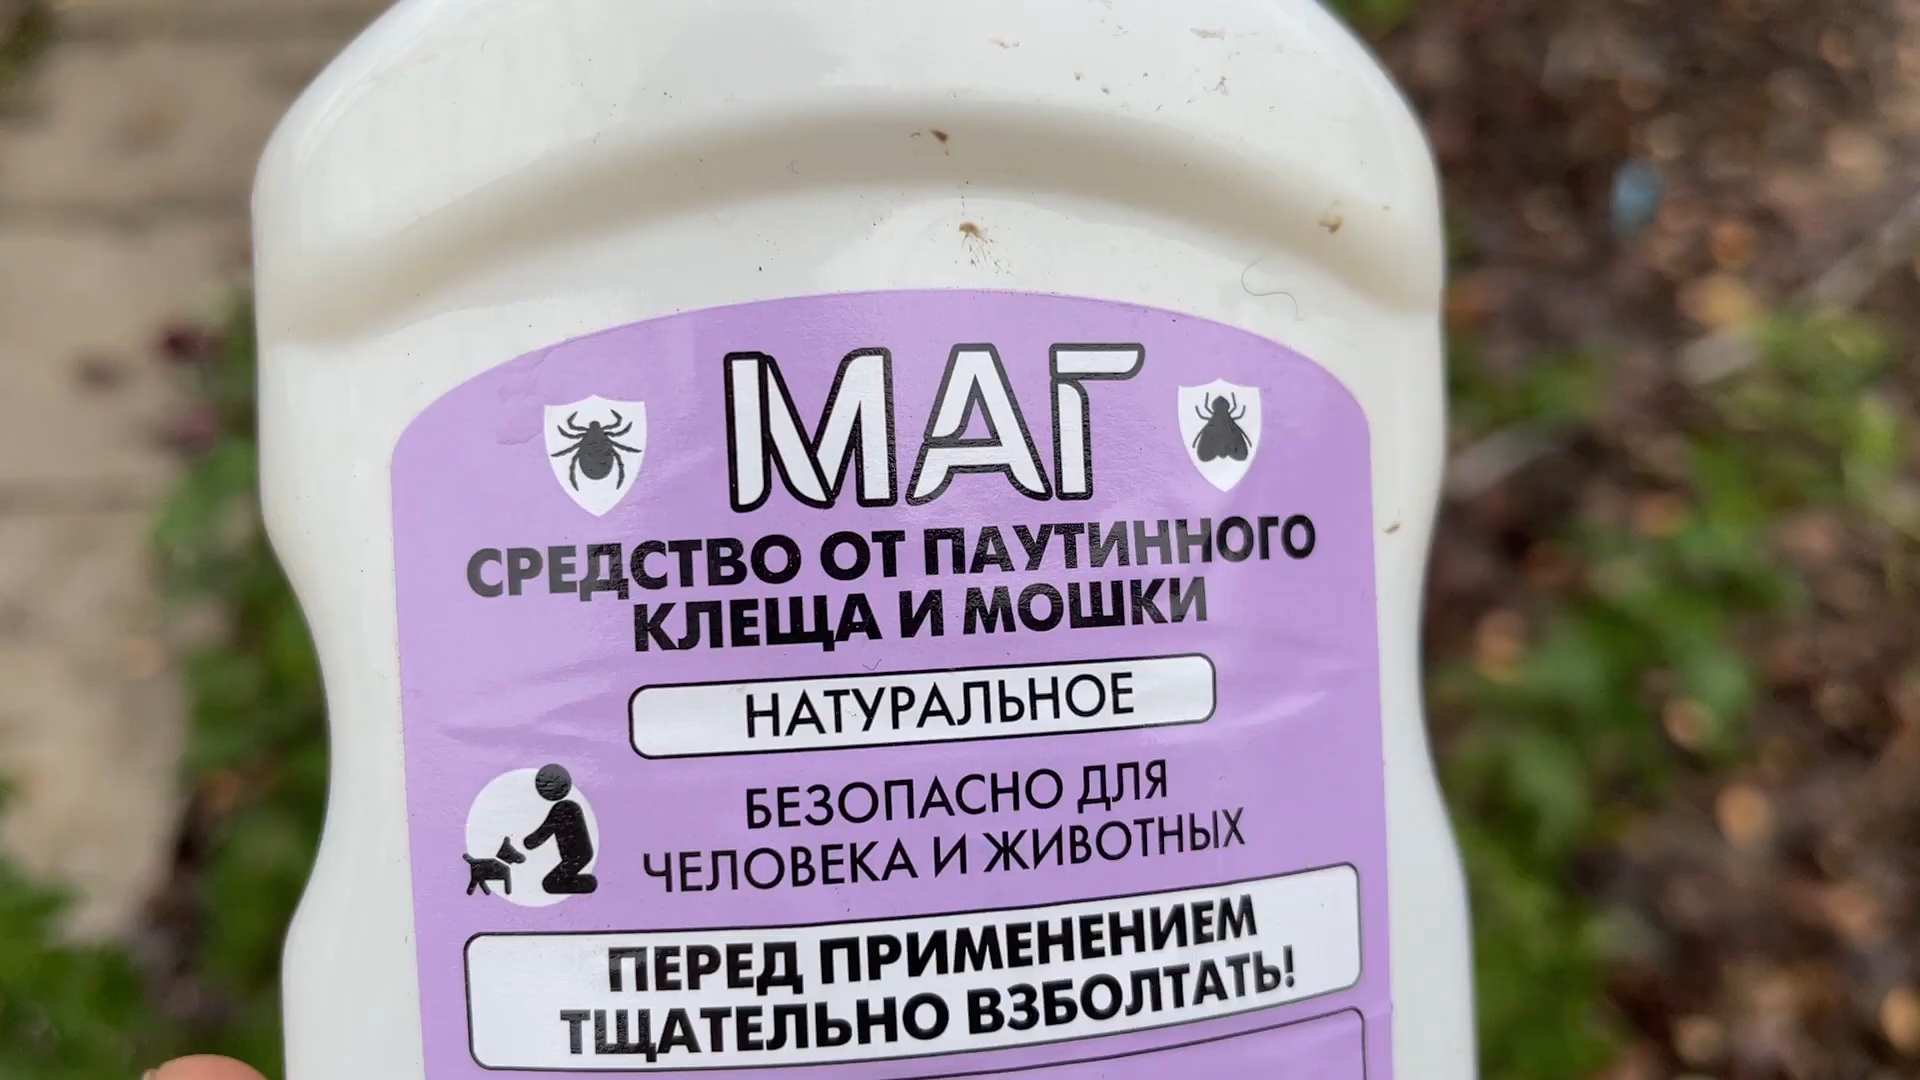 МАГ
СРЕДСТВО ОТ ПАУТИННОГО
КЛЕЩА И МОШКИ
НАТУРАЛЬНОЕ
БЕЗОПАСНО ДЛЯ
ЧЕЛОВЕКА И ЖИВОТНЫХ
ПЕРЕД ПРИМЕНЕНИЕМ
ТЩАТЕЛЬНО ВЗБОЛТАТЬ!